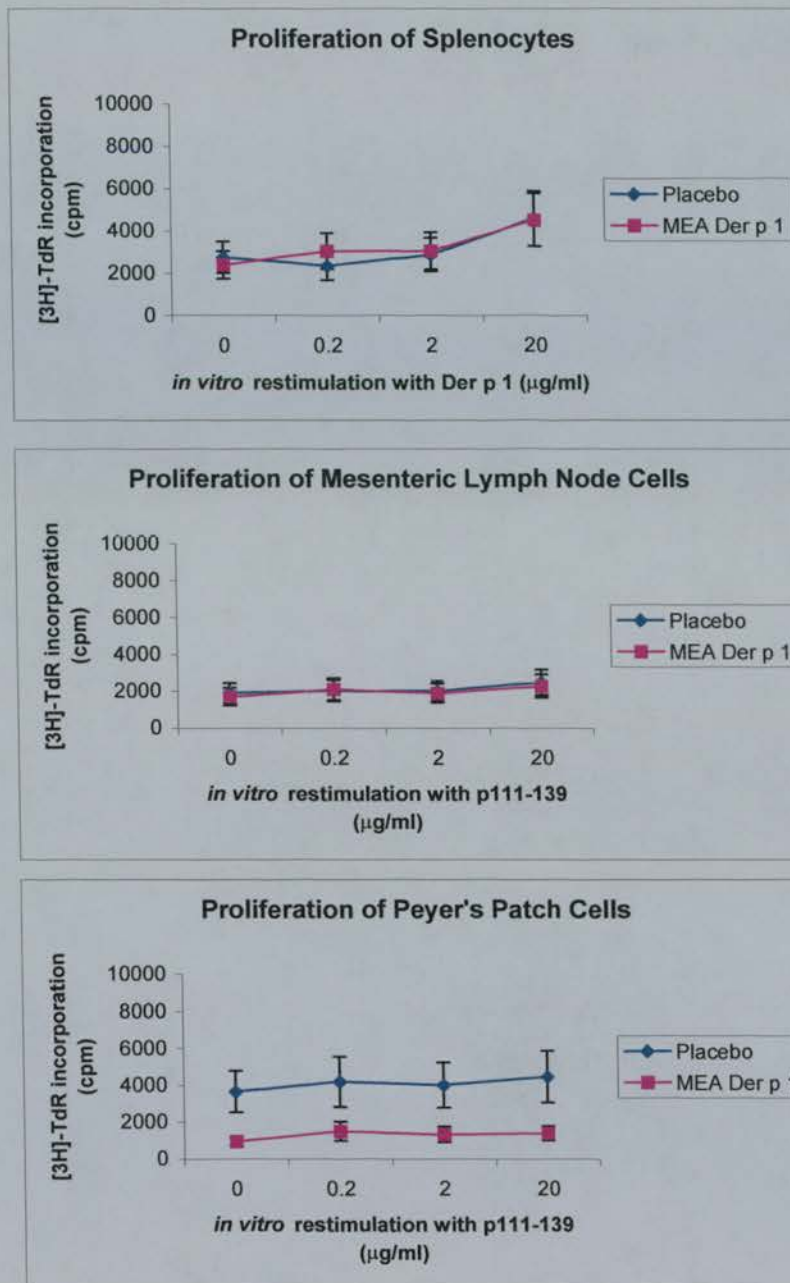 Proliferation of Splenocytes
[3H]-TdR incorporation
(cpm)
10000
8000
6000
4000
2000
0
0 0.2 2 20
in vitro restimulation with Der p 1 (μg/ml)
Placebo
MEA Der p 1
Proliferation of Mesenteric Lymph Node Cells
[3H]-TdR incorporation
(cpm)
10000
8000
6000
4000
2000
0
0 0.2 2 20
in vitro restimulation with p111-139
(μg/ml)
Placebo
MEA Der p 1
Proliferation of Peyer's Patch Cells
[3H]-TdR incorporation
(cpm)
10000
8000
6000
4000
2000
0
0 0.2 2 20
in vitro restimulation with p111-139
(μg/ml)
Placebo
MEA Der p 1